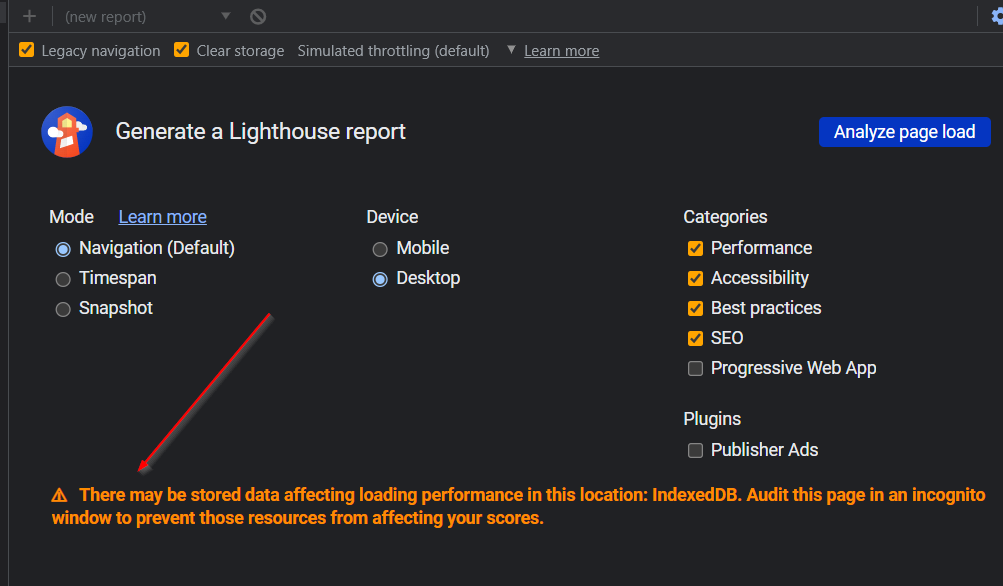 (new report)
Legacy navigation Clear storage Simulated throttling (default) Learn more
Generate a Lighthouse report
Analyze page load
Mode Learn more
Navigation (Default)
Timespan
Snapshot
Device
Mobile
Desktop
Categories
Performance
Accessibility
Best practices
SEO
Progressive Web App
Plugins
Publisher Ads
There may be stored data affecting loading performance in this location: IndexedDB. Audit this page in an incognito
window to prevent those resources from affecting your scores.